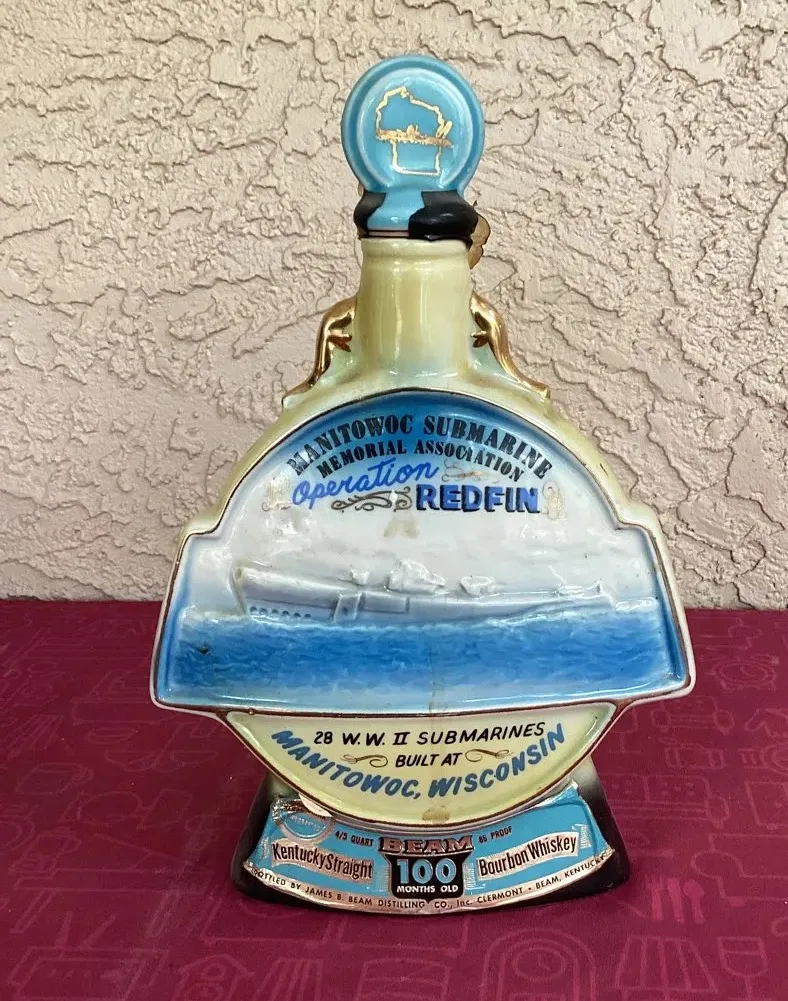 MANITOWOC SUBMARINE
MEMORIAL ASSOCIATION
Operation
REDFIN
28 W.W. II SUBMARINES
BUILT AT
MANITOWOC, WISCONSIN
4/5 QUART BEAM 86 PROOF
Kentucky Straight 100 Bourbon Whiskey
MONTHS OLD
BOTTLED BY JAMES B. BEAM DISTILLING CO., Inc. CLERMONT • BEAM, KENTUCKY